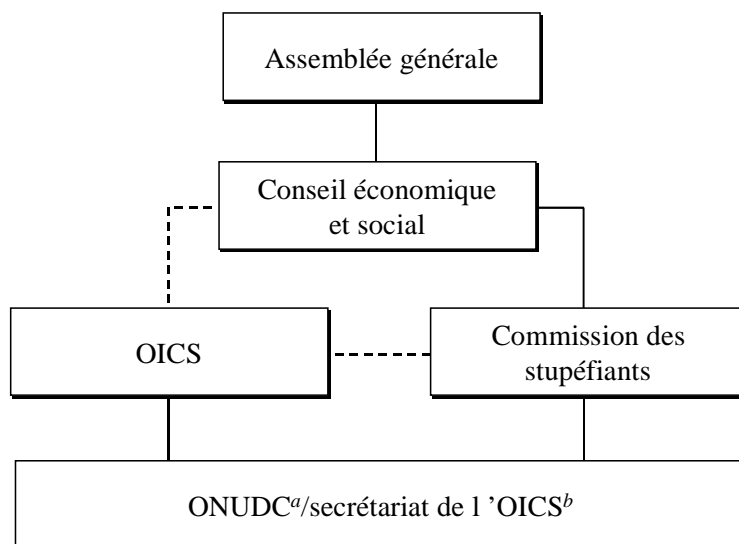 Assemblée générale
Conseil économique
et social
OICS
Commission des
stupéfiants
ONUDCa/secrétariat de l ’OICSb